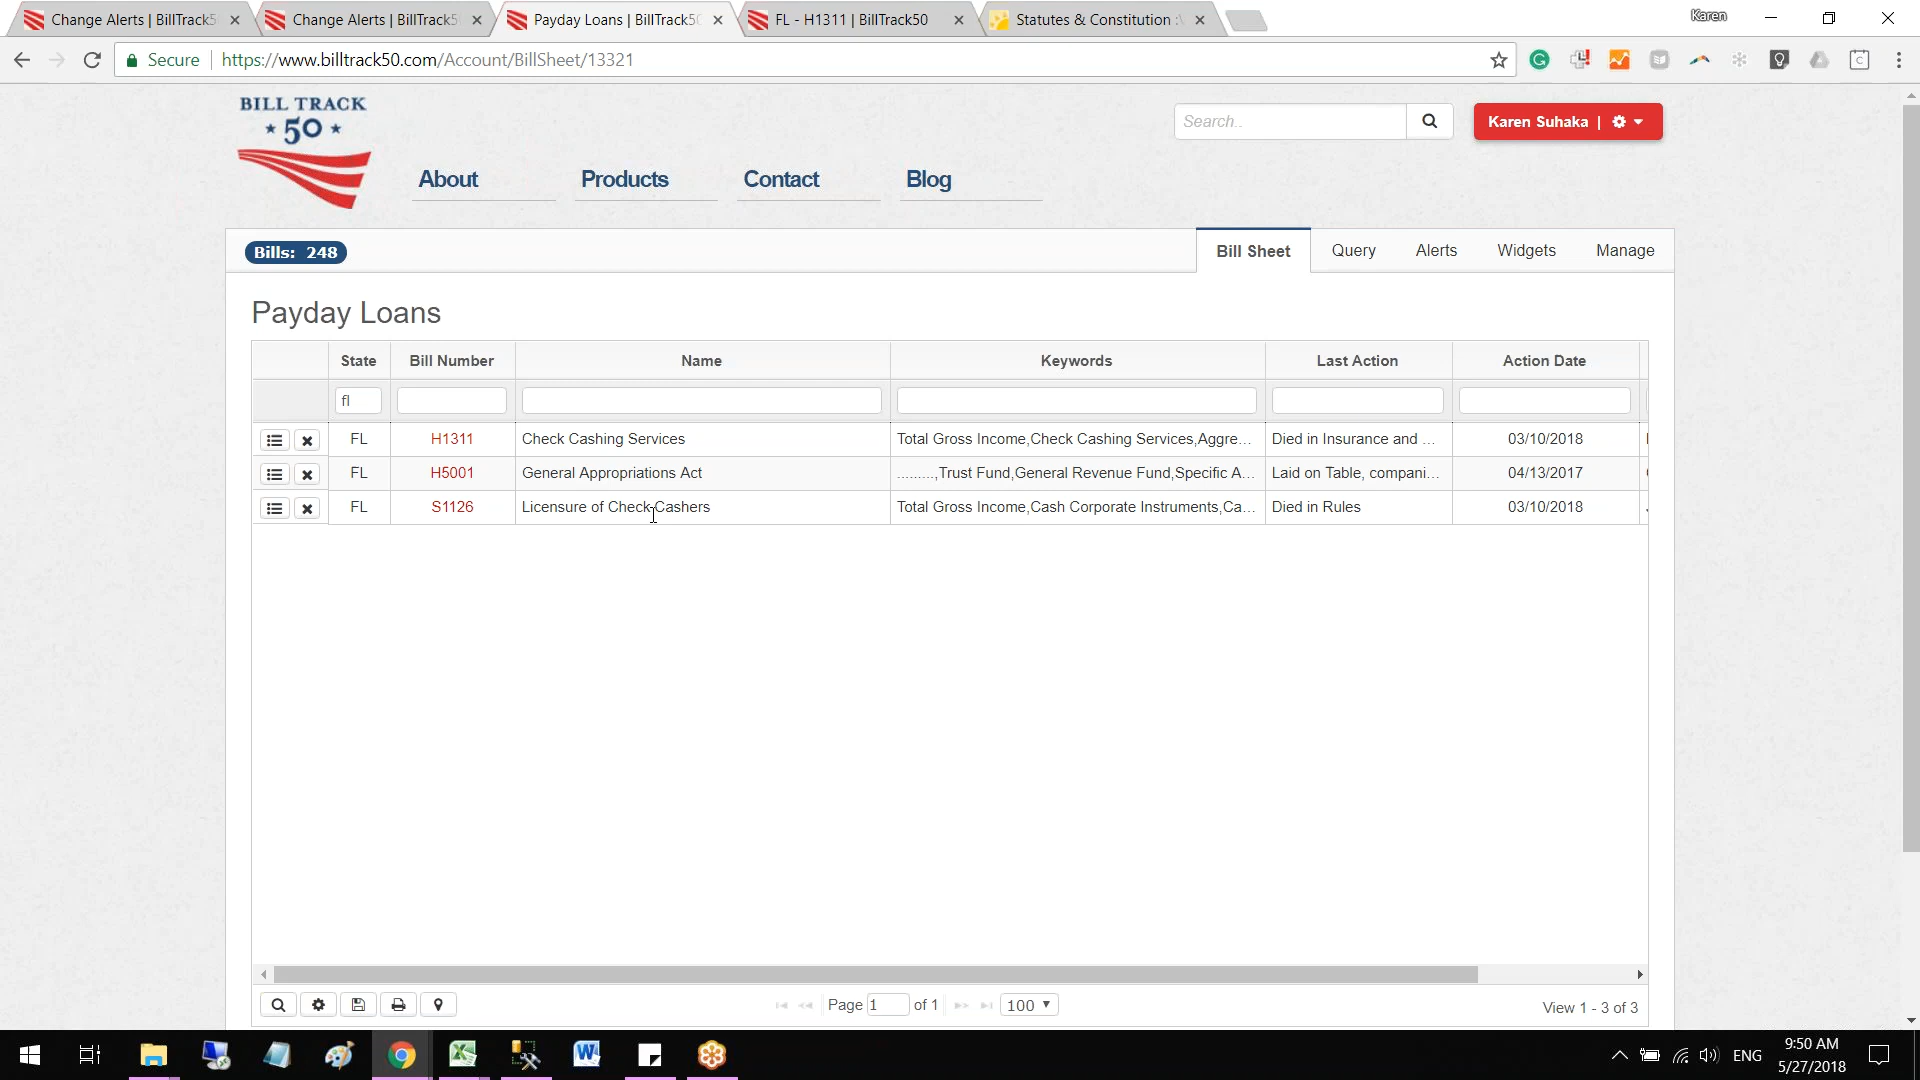 Change Alerts | BillTrack5
Change Alerts | BillTrack5
Payday Loans | BillTrack50
FL - H1311 | BillTrack50
Statutes & Constitution :
Karen
Secure
https://www.billtrack50.com/Account/BillSheet/13321
BILL TRACK
50
Search..
Karen Suhaka |
About
Products
Contact
Blog
Bills: 248
Bill Sheet
Query
Alerts
Widgets
Manage
Payday Loans
State
Bill Number
Name
Keywords
Last Action
Action Date
fl
FL H1311 Check Cashing Services Total Gross Income,Check Cashing Services,Aggre... Died in Insurance and ... 03/10/2018
FL H5001 General Appropriations Act .........,Trust Fund,General Revenue Fund,Specific A... Laid on Table, compani... 04/13/2017
FL S1126 Licensure of Check Cashers Total Gross Income,Cash Corporate Instruments,Ca... Died in Rules 03/10/2018
Page 1 of 1
100
View 1 - 3 of 3
ENG
9:50 AM
5/27/2018